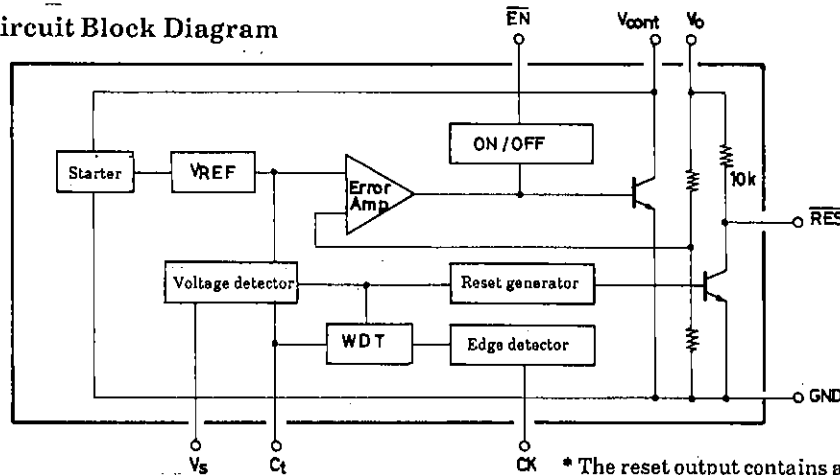 ircuit Block Diagram
EN
Vcont
Vo
ON/OFF
Starter
VREF
Error
Amp
10k
RES
Voltage detector
Reset generator
WDT
Edge detector
GND
Vs
Ct
CK
* The reset output contains a